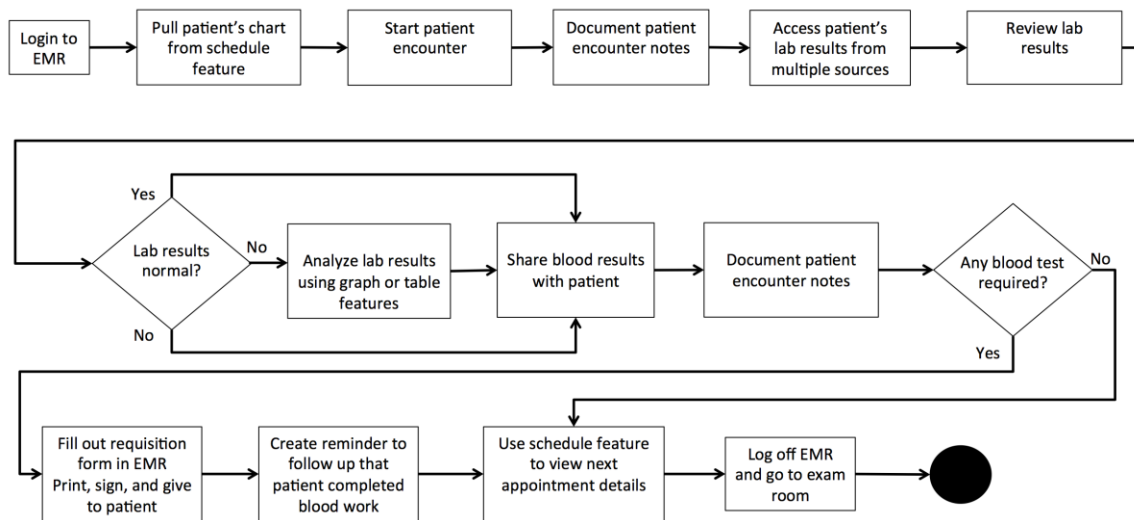 Login to
EMR
Pull patient's chart
from schedule
feature
Start patient
encounter
Document patient
encounter notes
Access patient's
lab results from
multiple sources
Review lab
results
Yes
Lab results
normal?
No
No
Analyze lab results
using graph or table
features
Share blood results
with patient
Document patient
encounter notes
Any blood test
required?
No
Yes
Fill out requisition
form in EMR
Print, sign, and give
to patient
Create reminder to
follow up that
patient completed
blood work
Use schedule feature
to view next
appointment details
Log off EMR
and go to exam
room